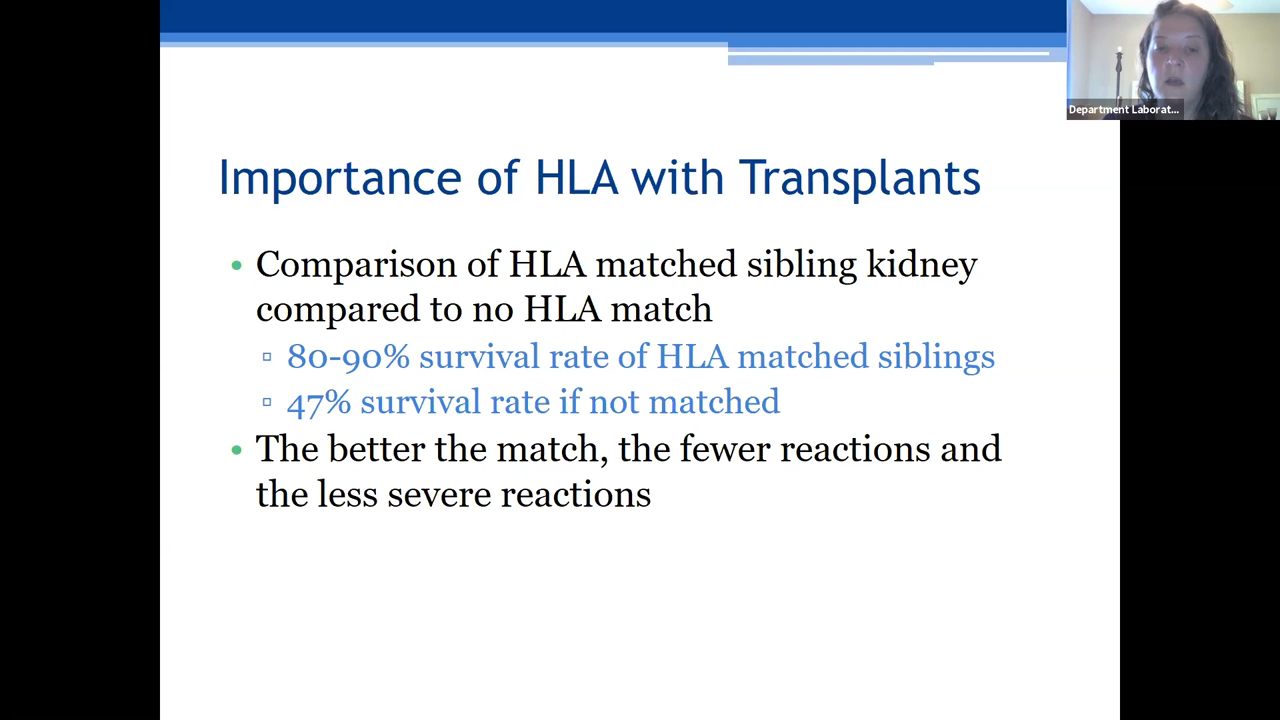 Department Laborat...
Importance of HLA with Transplants
• Comparison of HLA matched sibling kidney
compared to no HLA match
▫ 80-90% survival rate of HLA matched siblings
▫ 47% survival rate if not matched
• The better the match, the fewer reactions and
the less severe reactions